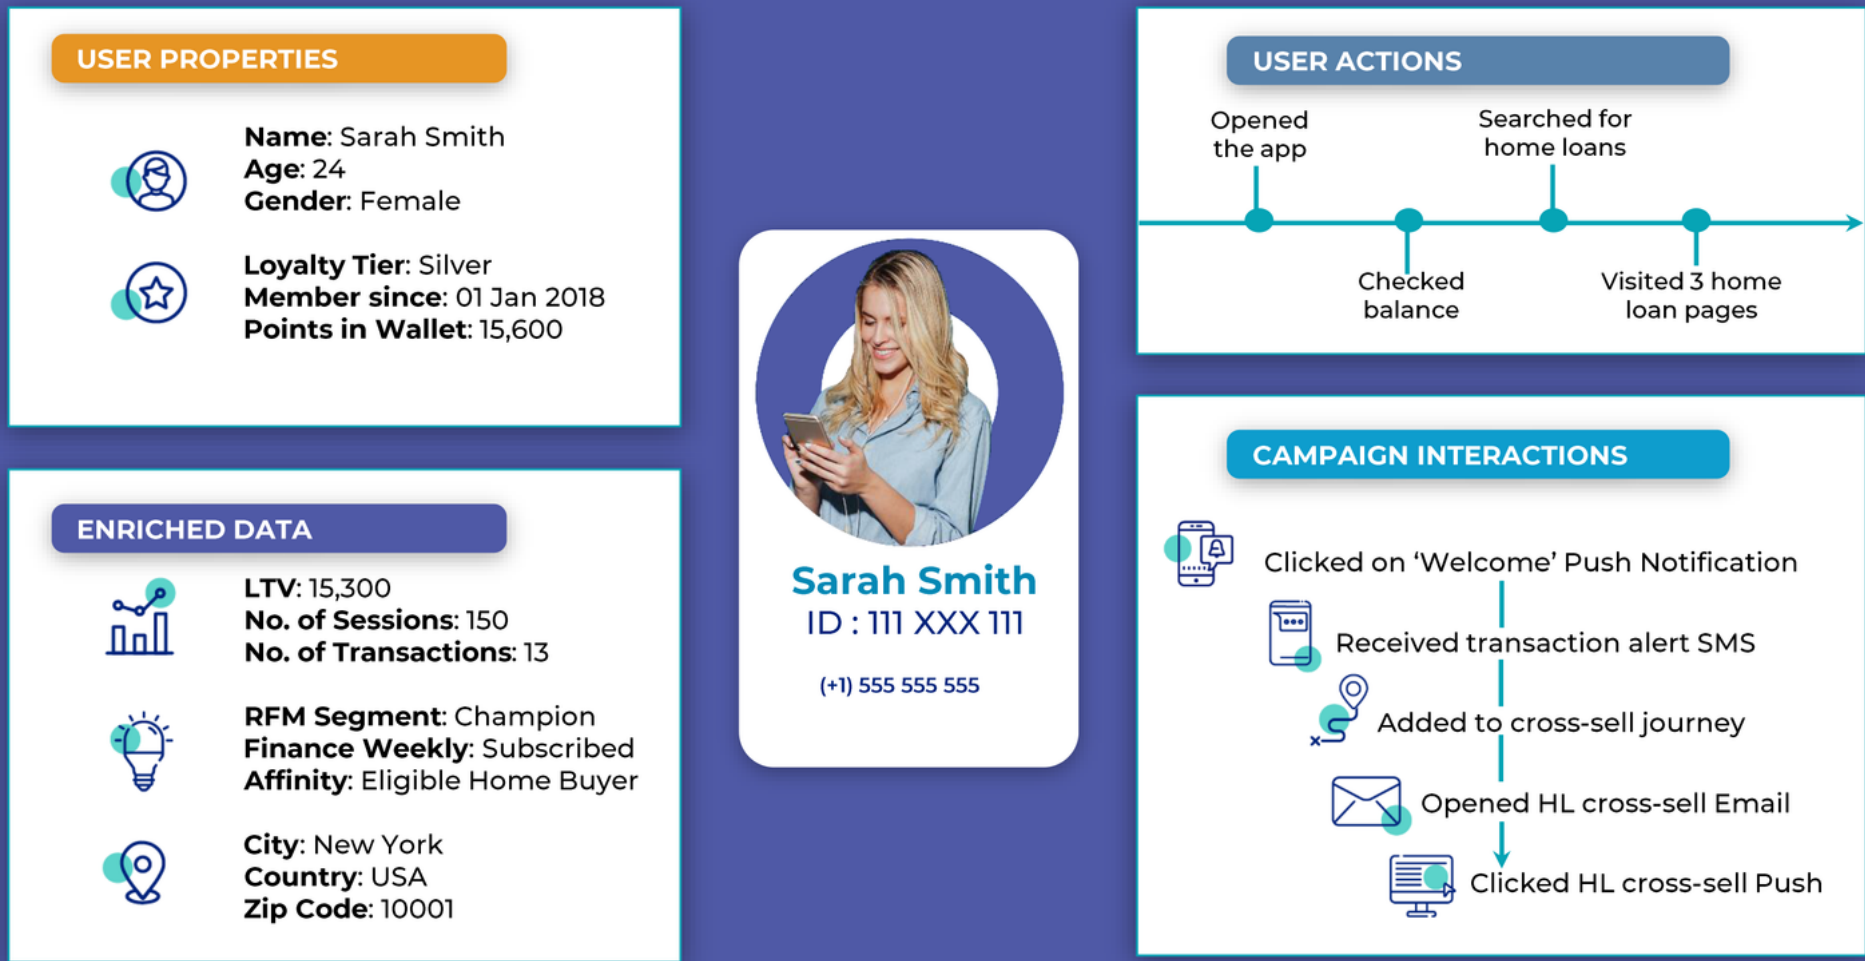 USER PROPERTIES
Name: Sarah Smith
Age: 24
Gender: Female
Loyalty Tier: Silver
Member since: 01 Jan 2018
Points in Wallet: 15,600
ENRICHED DATA
LTV: 15,300
No. of Sessions: 150
No. of Transactions: 13
RFM Segment: Champion
Finance Weekly: Subscribed
Affinity: Eligible Home Buyer
City: New York
Country: USA
Zip Code: 10001
Sarah Smith
ID : 111 XXX 111
(+1) 555 555 555
USER ACTIONS
Opened
the app
Checked
balance
Searched for
home loans
Visited 3 home
loan pages
CAMPAIGN INTERACTIONS
Clicked on ‘Welcome’ Push Notification
Received transaction alert SMS
Added to cross-sell journey
Opened HL cross-sell Email
Clicked HL cross-sell Push